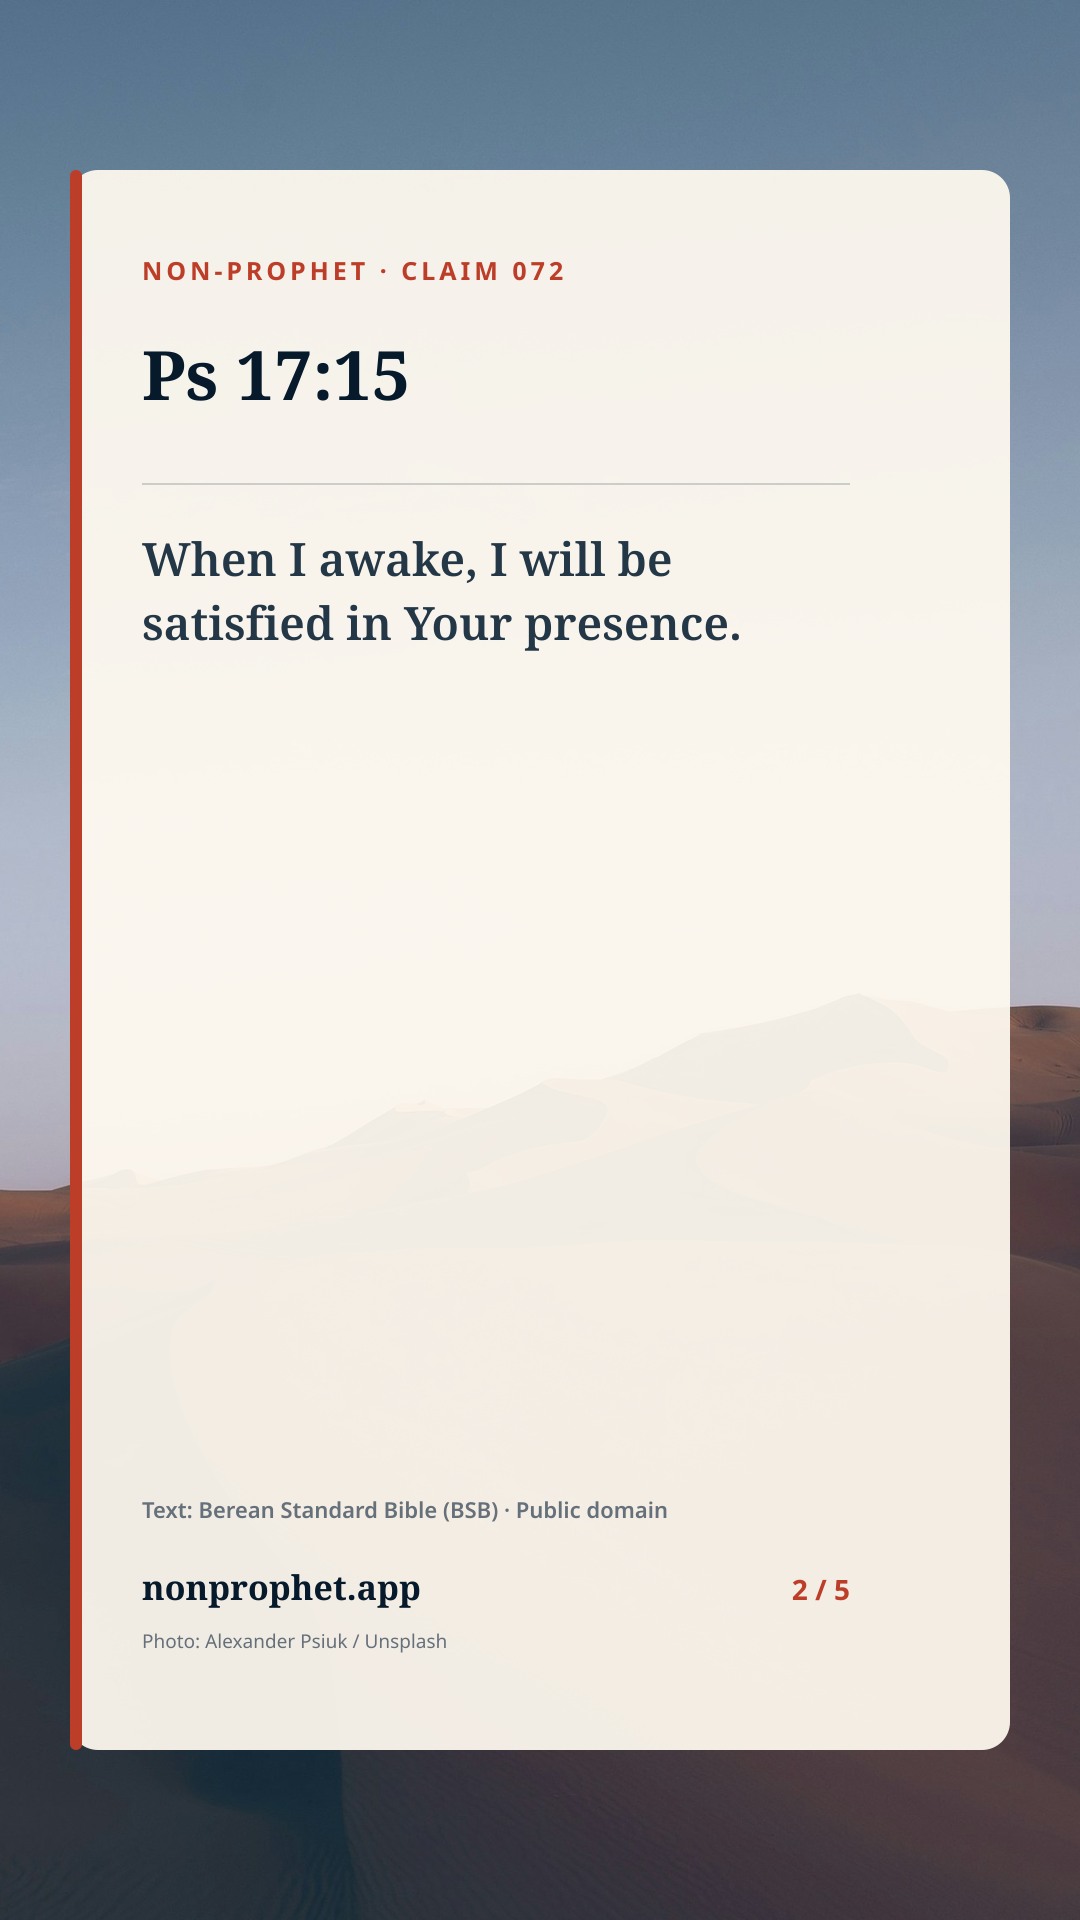 NON-PROPHET · CLAIM 072
Ps 17:15
When I awake, I will be
satisfied in Your presence.
Text: Berean Standard Bible (BSB) · Public domain
nonprophet.app
2 / 5
Photo: Alexander Psiuk / Unsplash